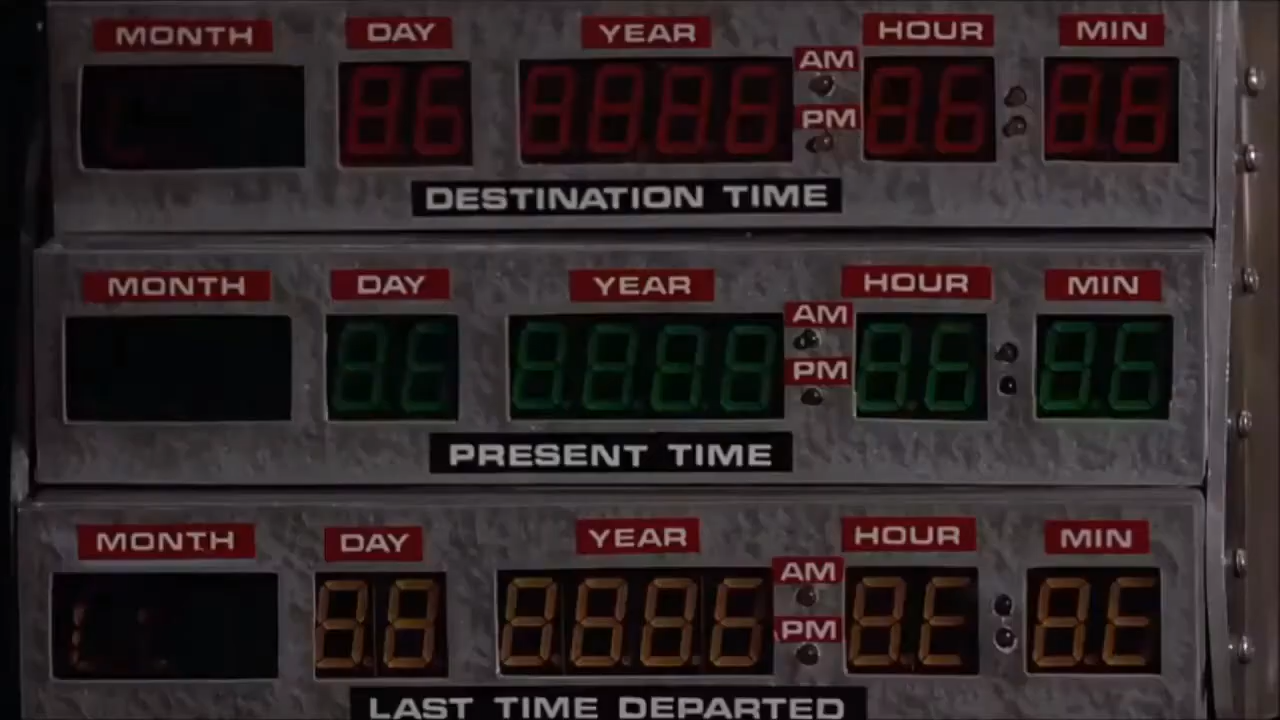 MONTH DAY YEAR HOUR MIN
AM
PM
DESTINATION TIME
MONTH DAY YEAR HOUR MIN
AM
PM
PRESENT TIME
MONTH DAY YEAR HOUR MIN
AM
PM
LAST TIME DEPARTED